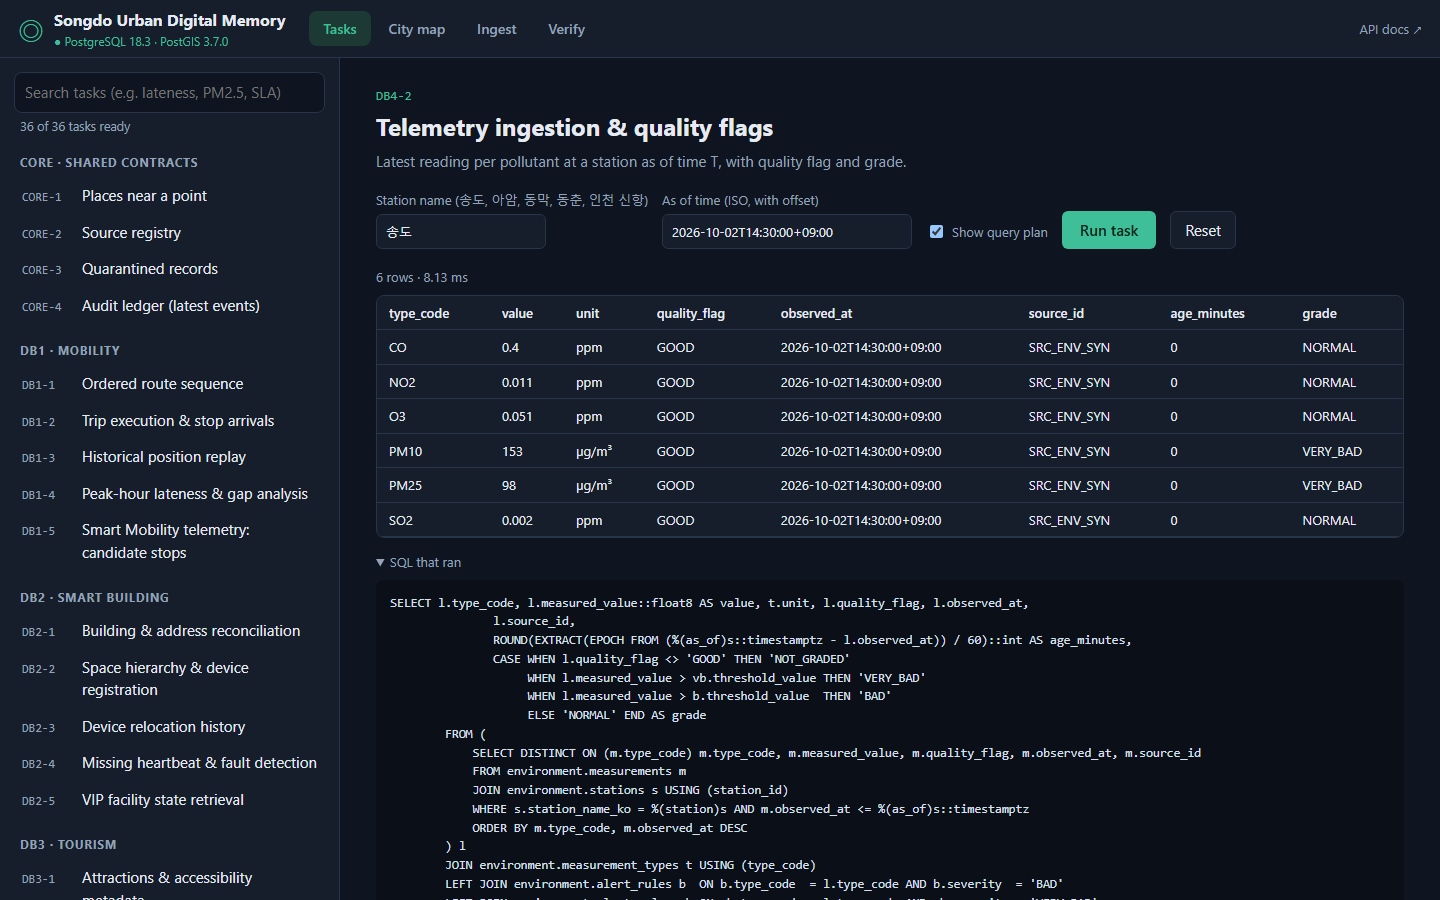 Songdo Urban Digital Memory
● PostgreSQL 18.3 · PostGIS 3.7.0
Tasks
City map
Ingest
Verify
API docs ↗
Search tasks (e.g. lateness, PM2.5, SLA)
36 of 36 tasks ready
CORE · SHARED CONTRACTS
CORE-1 Places near a point
CORE-2 Source registry
CORE-3 Quarantined records
CORE-4 Audit ledger (latest events)
DB1 · MOBILITY
DB1-1 Ordered route sequence
DB1-2 Trip execution & stop arrivals
DB1-3 Historical position replay
DB1-4 Peak-hour lateness & gap analysis
DB1-5 Smart Mobility telemetry:
candidate stops
DB2 · SMART BUILDING
DB2-1 Building & address reconciliation
DB2-2 Space hierarchy & device
registration
DB2-3 Device relocation history
DB2-4 Missing heartbeat & fault detection
DB2-5 VIP facility state retrieval
DB3 · TOURISM
DB3-1 Attractions & accessibility
DB4-2
Telemetry ingestion & quality flags
Latest reading per pollutant at a station as of time T, with quality flag and grade.
Station name (송도, 아암, 동막, 동춘, 인천 신항) As of time (ISO, with offset)
송도 2026-10-02T14:30:00+09:00 Show query plan Run task Reset
6 rows · 8.13 ms
type_code value unit quality_flag observed_at source_id age_minutes grade
CO 0.4 ppm GOOD 2026-10-02T14:30:00+09:00 SRC_ENV_SYN 0 NORMAL
NO2 0.011 ppm GOOD 2026-10-02T14:30:00+09:00 SRC_ENV_SYN 0 NORMAL
O3 0.051 ppm GOOD 2026-10-02T14:30:00+09:00 SRC_ENV_SYN 0 NORMAL
PM10 153 µg/m³ GOOD 2026-10-02T14:30:00+09:00 SRC_ENV_SYN 0 VERY_BAD
PM25 98 µg/m³ GOOD 2026-10-02T14:30:00+09:00 SRC_ENV_SYN 0 VERY_BAD
SO2 0.002 ppm GOOD 2026-10-02T14:30:00+09:00 SRC_ENV_SYN 0 NORMAL
▼ SQL that ran
SELECT l.type_code, l.measured_value::float8 AS value, t.unit, l.quality_flag, l.observed_at,
l.source_id,
ROUND(EXTRACT(EPOCH FROM (%(as_of)s::timestamptz - l.observed_at)) / 60)::int AS age_minutes,
CASE WHEN l.quality_flag <> 'GOOD' THEN 'NOT_GRADED'
WHEN l.measured_value > vb.threshold_value THEN 'VERY_BAD'
WHEN l.measured_value > b.threshold_value  THEN 'BAD'
ELSE 'NORMAL' END AS grade
FROM (
SELECT DISTINCT ON (m.type_code) m.type_code, m.measured_value, m.quality_flag, m.observed_at, m.source_id
FROM environment.measurements m
JOIN environment.stations s USING (station_id)
WHERE s.station_name_ko = %(station)s AND m.observed_at <= %(as_of)s::timestamptz
ORDER BY m.type_code, m.observed_at DESC
) l
JOIN environment.measurement_types t USING (type_code)
LEFT JOIN environment.alert_rules b  ON b.type_code  = l.type_code AND b.severity  = 'BAD'